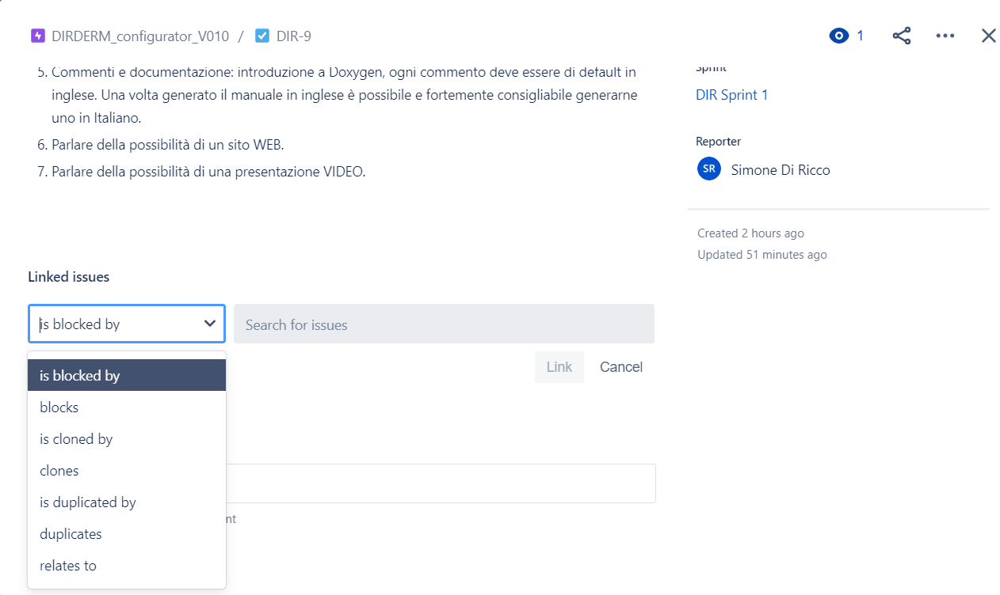 DIRDERM_configurator_V010 / DIR-9
1
5. Commenti e documentazione: introduzione a Doxygen, ogni commento deve essere di default in
inglese. Una volta generato il manuale in inglese è possibile e fortemente consigliabile generarne
uno in Italiano.
6. Parlare della possibilità di un sito WEB.
7. Parlare della possibilità di una presentazione VIDEO.
Linked issues
is blocked by
Search for issues
Link
Cancel
is blocked by
blocks
is cloned by
clones
is duplicated by
duplicates
relates to
nt
Sprint
DIR Sprint 1
Reporter
SR
Simone Di Ricco
Created 2 hours ago
Updated 51 minutes ago